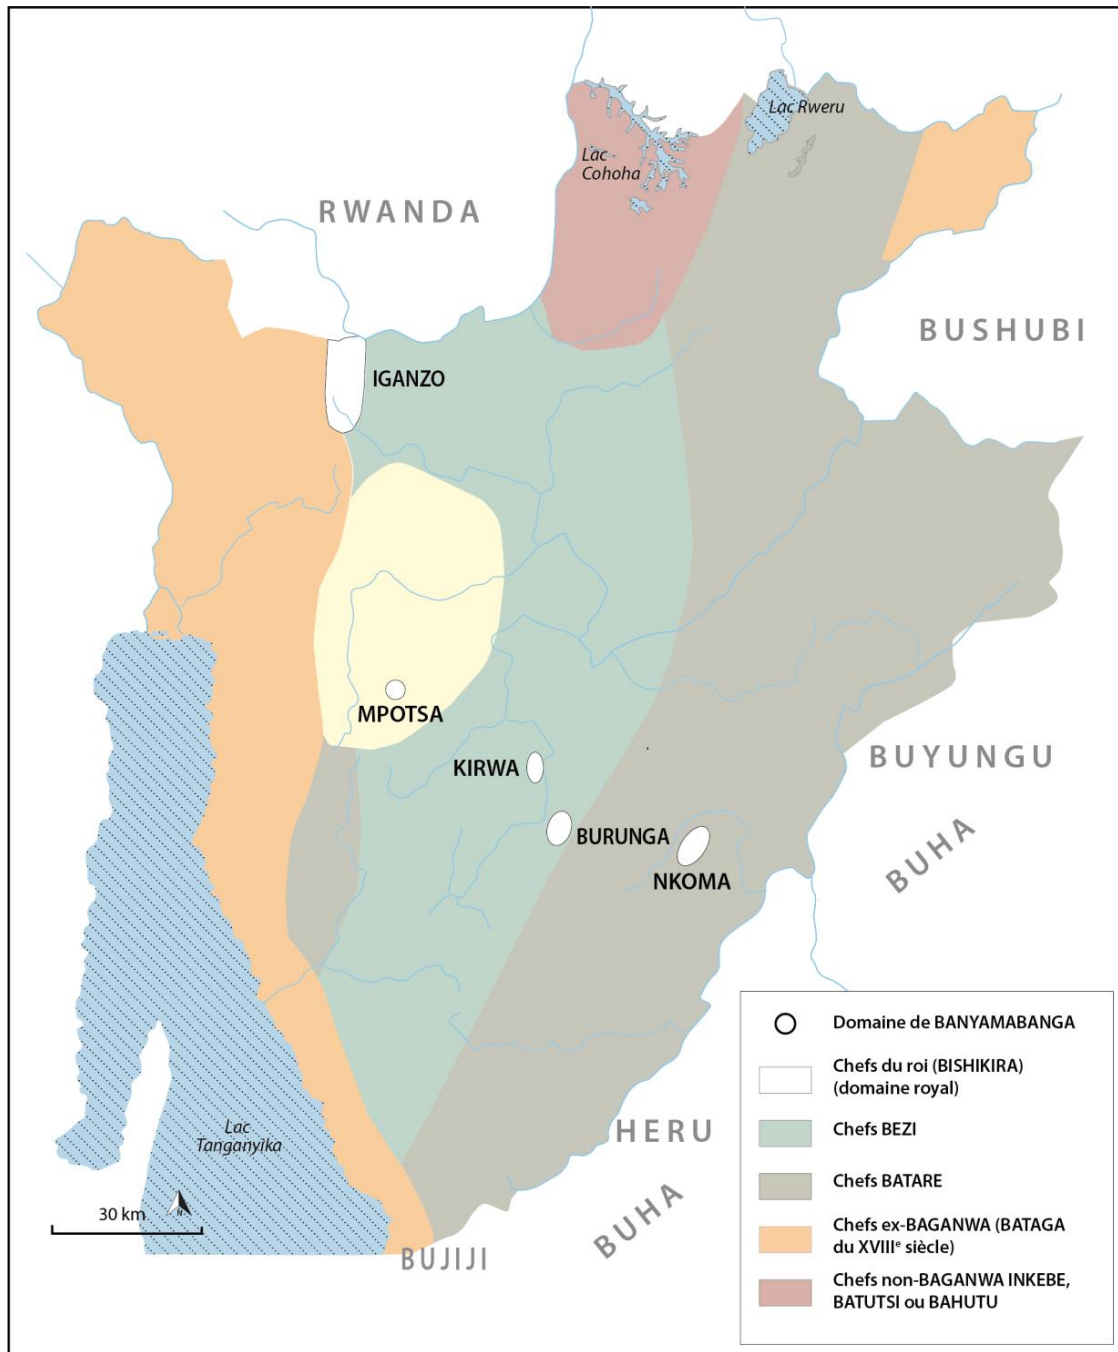 Lac Rweru
Lac
Cohoha
RWANDA
BUSHUBI
IGANZO
MPOTSA
KIRWA
BUYUNGU
BURUNGA
BUHA
NKOMA
Domaine de BANYAMABANGA
Chefs du roi (BISHIKIRA)
(domaine royal)
Chefs BEZI
HERU
Lac
Tanganyika
Chefs BATARE
BUHA
30 km
N
Chefs ex-BAGANWA (BATAGA
du XVIIIᵉ siècle)
BUJIJI
Chefs non-BAGANWA INKEBE,
BATUTSI ou BAHUTU